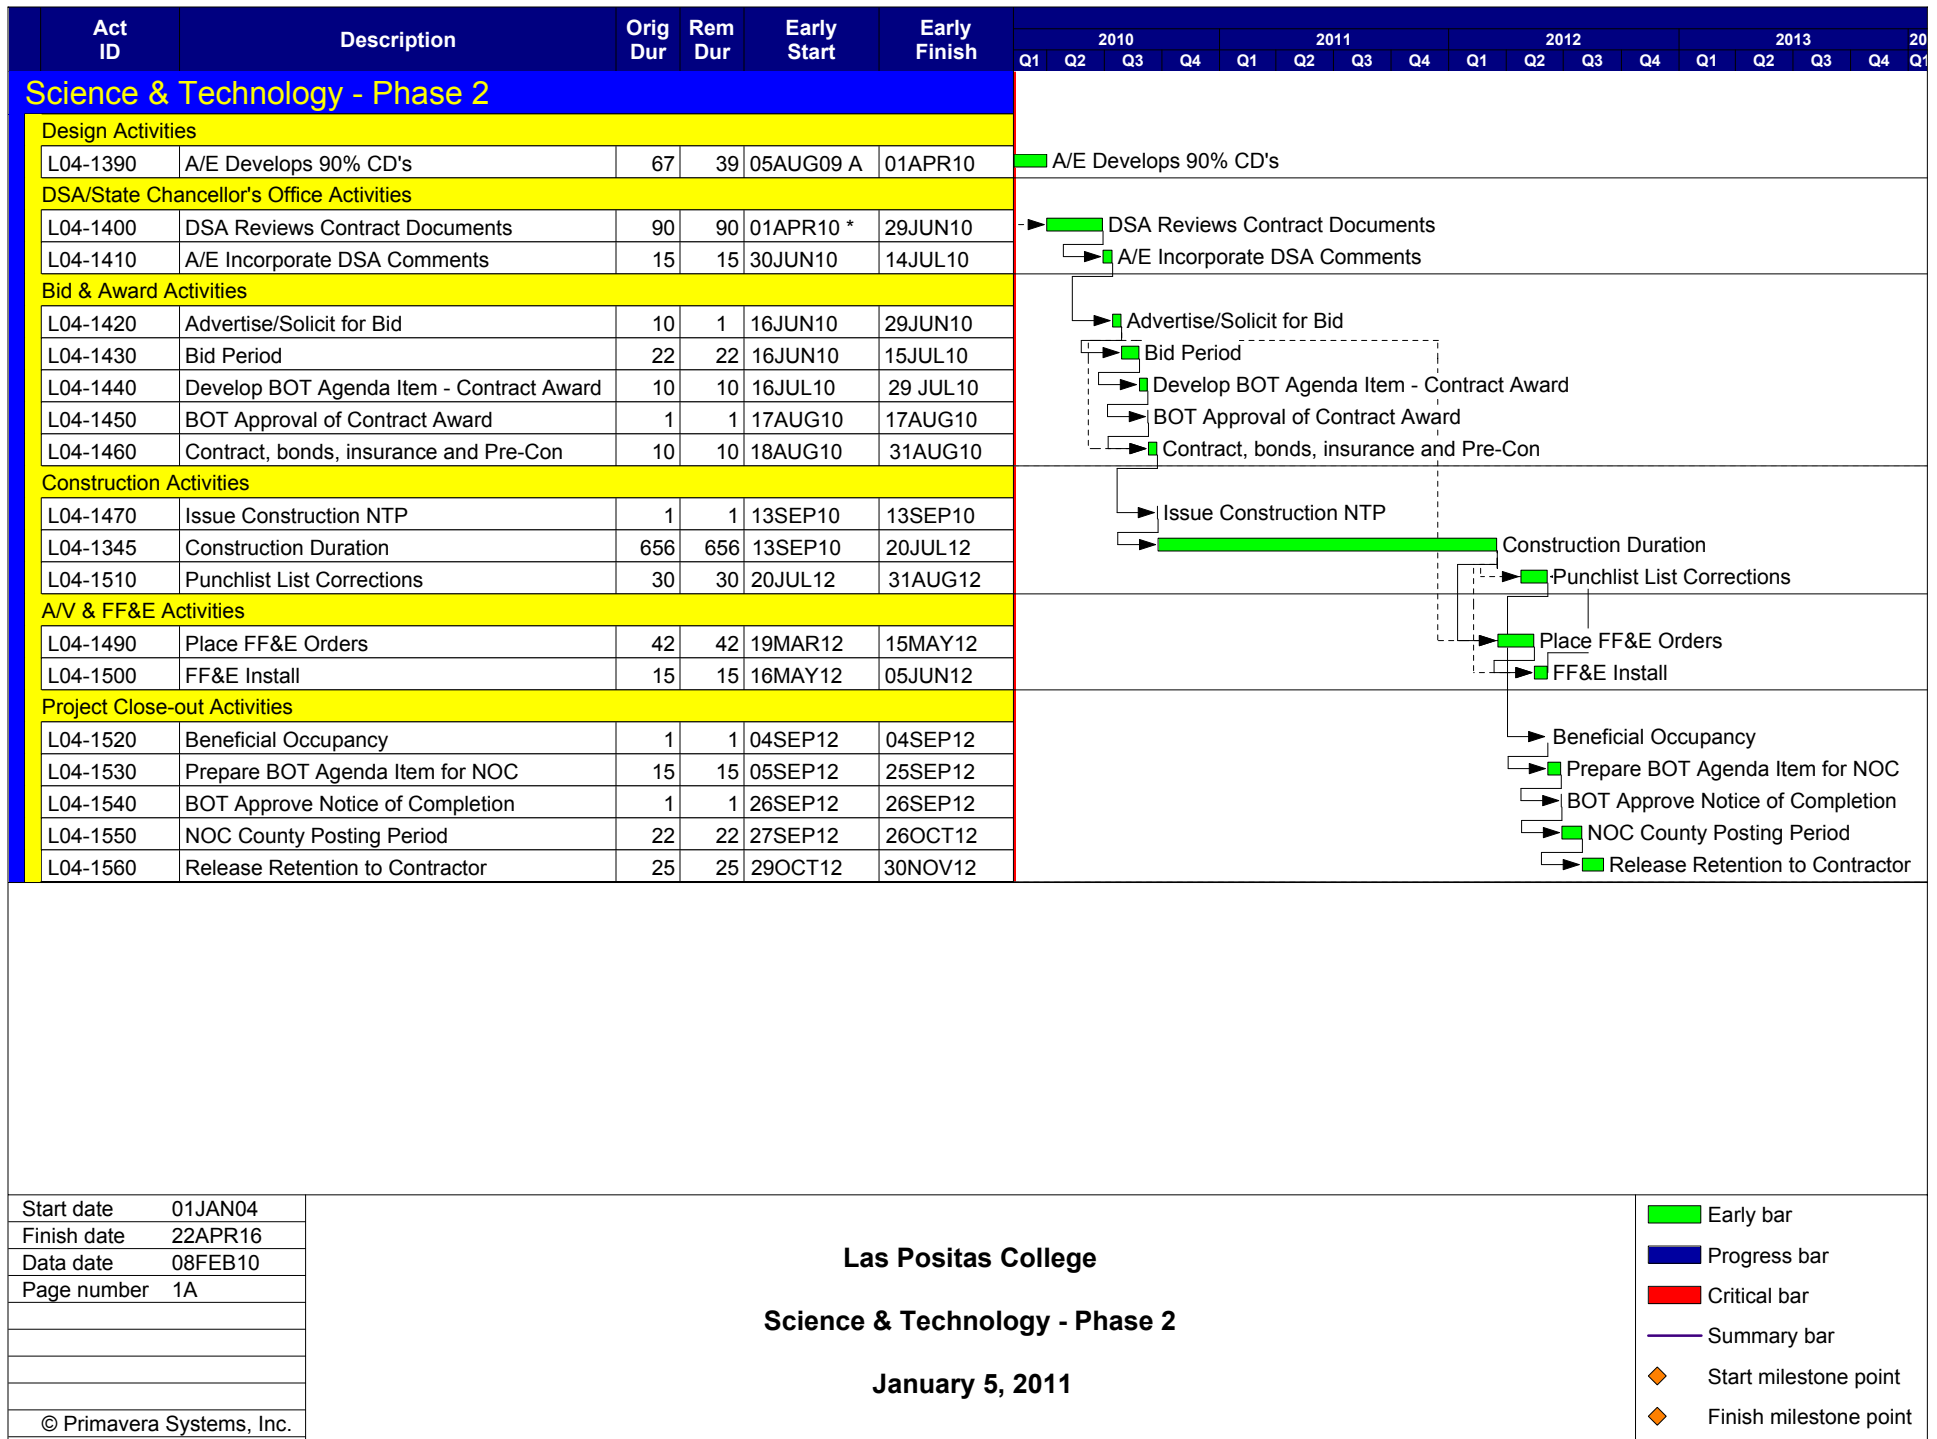 Act ID Description Orig Dur Rem Dur Early Start Early Finish
2010 2011 2012 2013 20
Q1 Q2 Q3 Q4 Q1 Q2 Q3 Q4 Q1 Q2 Q3 Q4 Q1 Q2 Q3 Q4 Q1
Science & Technology - Phase 2
Design Activities
L04-1390 A/E Develops 90% CD's 67 39 05AUG09 A 01APR10 A/E Develops 90% CD's
DSA/State Chancellor's Office Activities
L04-1400 DSA Reviews Contract Documents 90 90 01APR10 * 29JUN10 DSA Reviews Contract Documents
L04-1410 A/E Incorporate DSA Comments 15 15 30JUN10 14JUL10 A/E Incorporate DSA Comments
Bid & Award Activities
L04-1420 Advertise/Solicit for Bid 10 1 16JUN10 29JUN10 Advertise/Solicit for Bid
L04-1430 Bid Period 22 22 16JUN10 15JUL10 Bid Period
L04-1440 Develop BOT Agenda Item - Contract Award 10 10 16JUL10 29 JUL10 Develop BOT Agenda Item - Contract Award
L04-1450 BOT Approval of Contract Award 1 1 17AUG10 17AUG10 BOT Approval of Contract Award
L04-1460 Contract, bonds, insurance and Pre-Con 10 10 18AUG10 31AUG10 Contract, bonds, insurance and Pre-Con
Construction Activities
L04-1470 Issue Construction NTP 1 1 13SEP10 13SEP10 Issue Construction NTP
L04-1345 Construction Duration 656 656 13SEP10 20JUL12 Construction Duration
L04-1510 Punchlist List Corrections 30 30 20JUL12 31AUG12 Punchlist List Corrections
A/V & FF&E Activities
L04-1490 Place FF&E Orders 42 42 19MAR12 15MAY12 Place FF&E Orders
L04-1500 FF&E Install 15 15 16MAY12 05JUN12 FF&E Install
Project Close-out Activities
L04-1520 Beneficial Occupancy 1 1 04SEP12 04SEP12 Beneficial Occupancy
L04-1530 Prepare BOT Agenda Item for NOC 15 15 05SEP12 25SEP12 Prepare BOT Agenda Item for NOC
L04-1540 BOT Approve Notice of Completion 1 1 26SEP12 26SEP12 BOT Approve Notice of Completion
L04-1550 NOC County Posting Period 22 22 27SEP12 26OCT12 NOC County Posting Period
L04-1560 Release Retention to Contractor 25 25 29OCT12 30NOV12 Release Retention to Contractor
Start date 01JAN04
Finish date 22APR16
Data date 08FEB10
Page number 1A
© Primavera Systems, Inc.
Las Positas College
Science & Technology - Phase 2
January 5, 2011
Early bar
Progress bar
Critical bar
Summary bar
Start milestone point
Finish milestone point